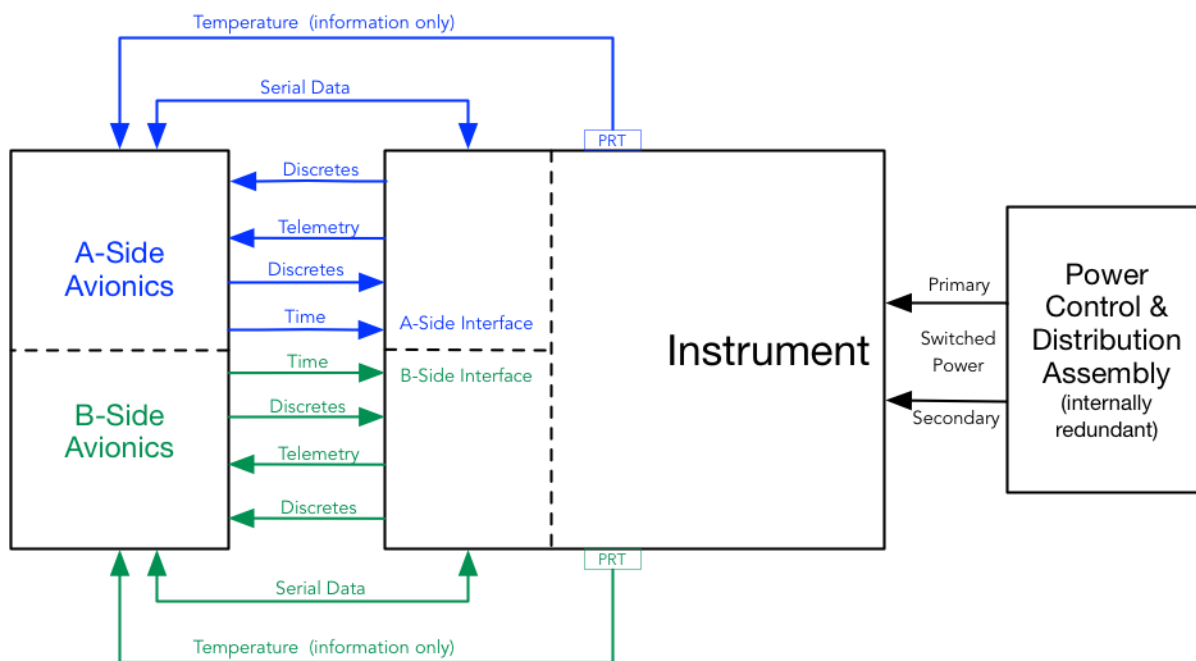 Temperature (information only)
Serial Data
PRT
Discretes
Telemetry
A-Side
Avionics
Discretes
Time
A-Side Interface
Time
B-Side Interface
Discretes
B-Side
Avionics
Telemetry
Discretes
PRT
Serial Data
Temperature (information only)
Instrument
Primary
Switched
Power
Secondary
Power
Control &
Distribution
Assembly
(internally
redundant)